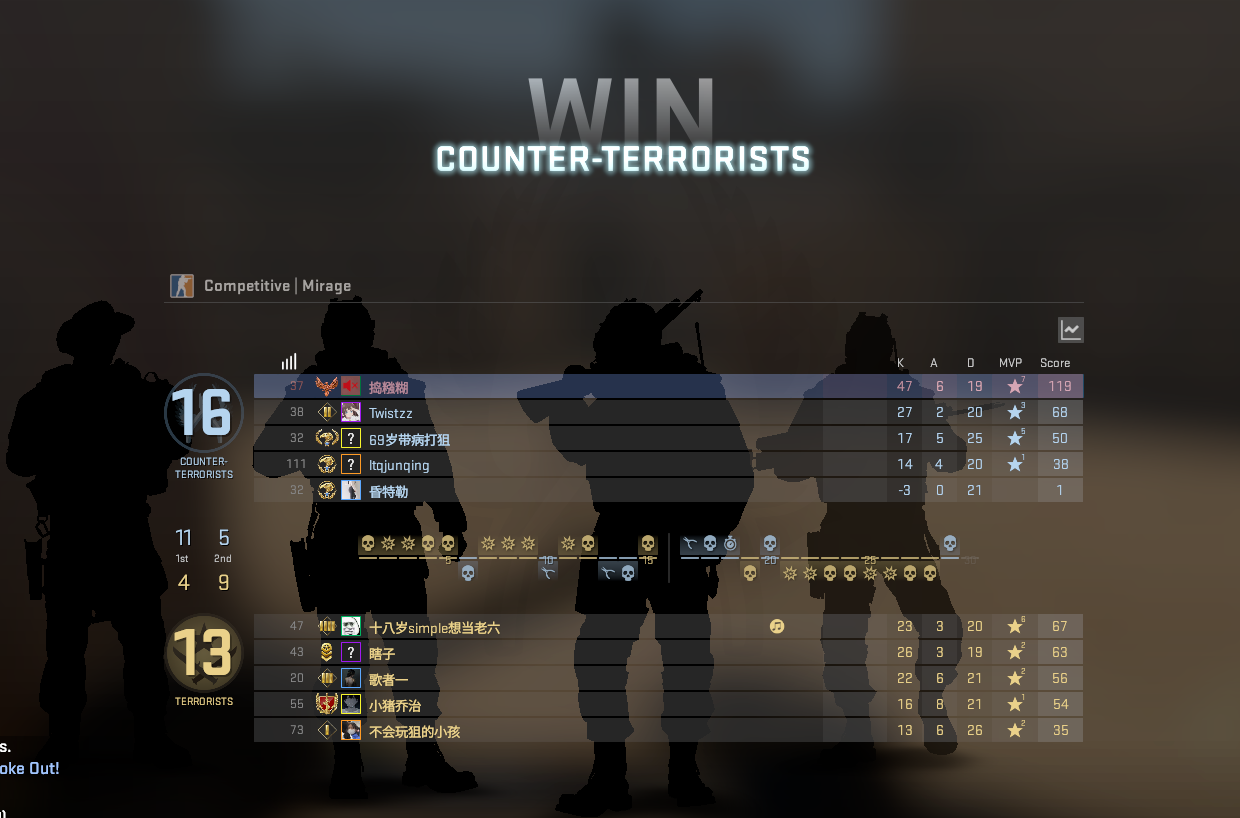 WIN
COUNTER-TERRORISTS
Competitive | Mirage
K A D MVP Score
16
COUNTER-
TERRORISTS
37 捣糨糊 47 6 19 7 119
38 Twistzz 27 2 20 3 68
32 ? 69岁带病打狙 17 5 25 5 50
111 ? ltqjunqing 14 4 20 1 38
32 昏特勒 -3 0 21 1
11 5
1st 2nd
4 9
5 10 15 20 25 30
13
TERRORISTS
47 十八岁simple想当老六 23 3 20 6 67
43 ? 瞎子 26 3 19 2 63
20 歌者一 22 6 21 2 56
55 小猪乔治 16 8 21 1 54
73 不会玩狙的小孩 13 6 26 2 35
s.
oke Out!